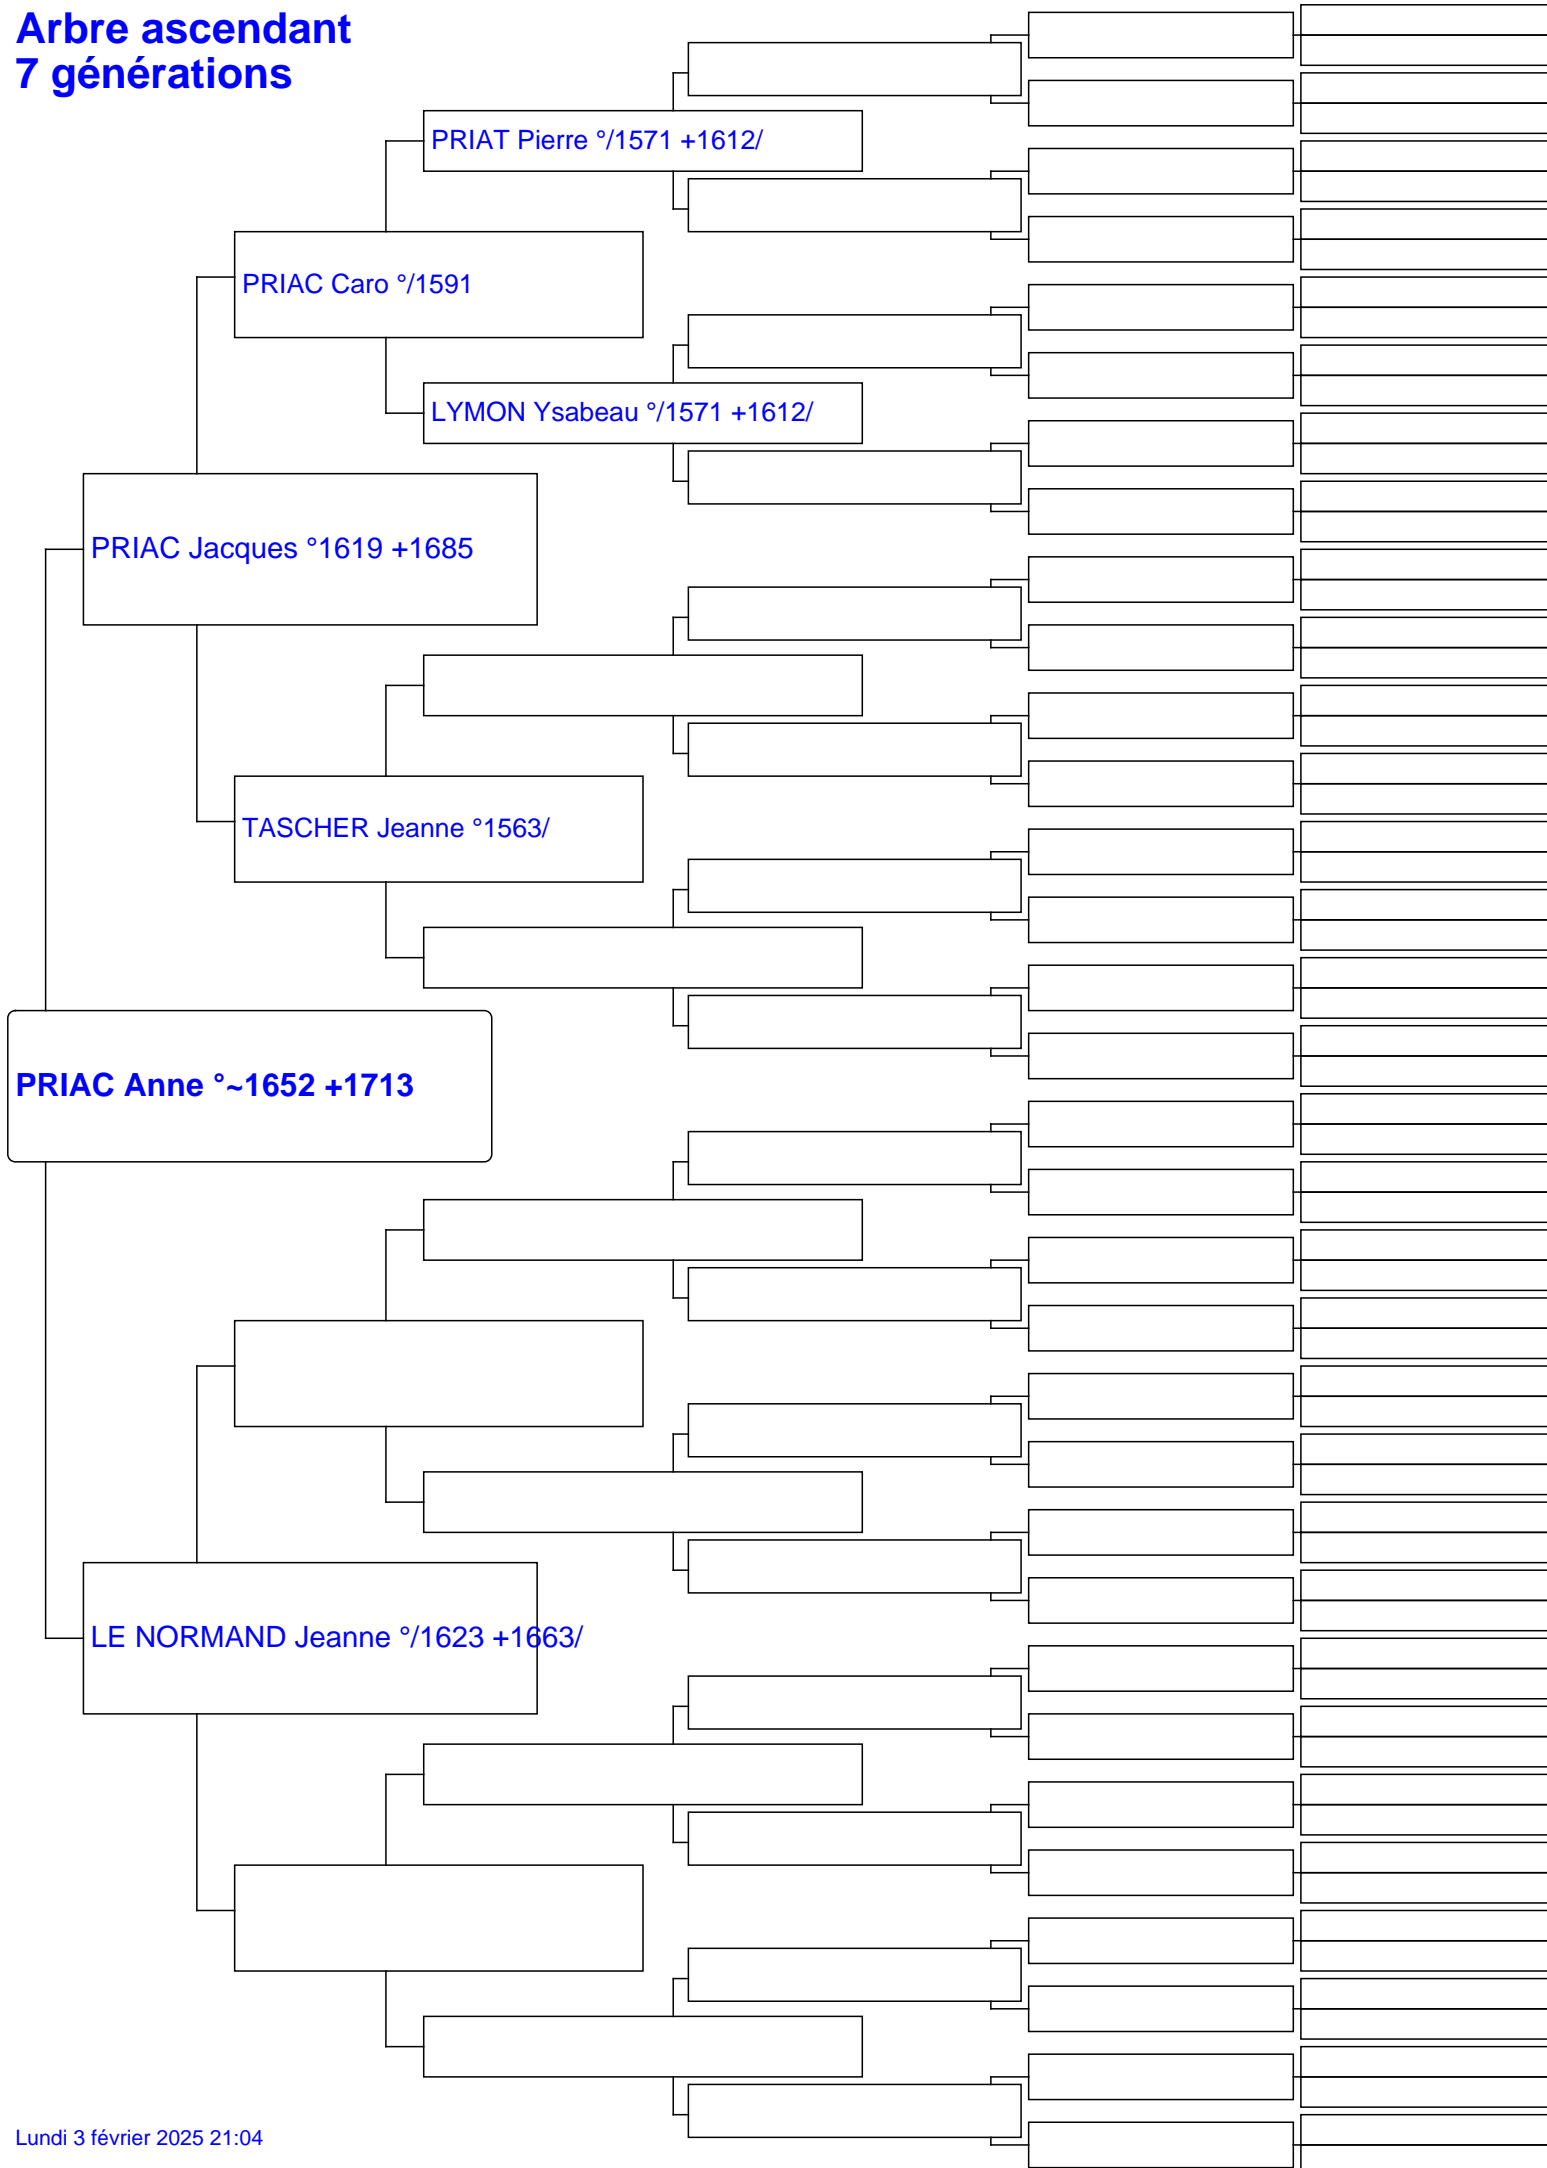 Arbre ascendant
7 générations
PRIAT Pierre °/1571 +1612/
PRIAC Caro °/1591
LYMON Ysabeau °/1571 +1612/
PRIAC Jacques °1619 +1685
TASCHER Jeanne °1563/
PRIAC Anne °~1652 +1713
LE NORMAND Jeanne °/1623 +1663/
Lundi 3 février 2025 21:04